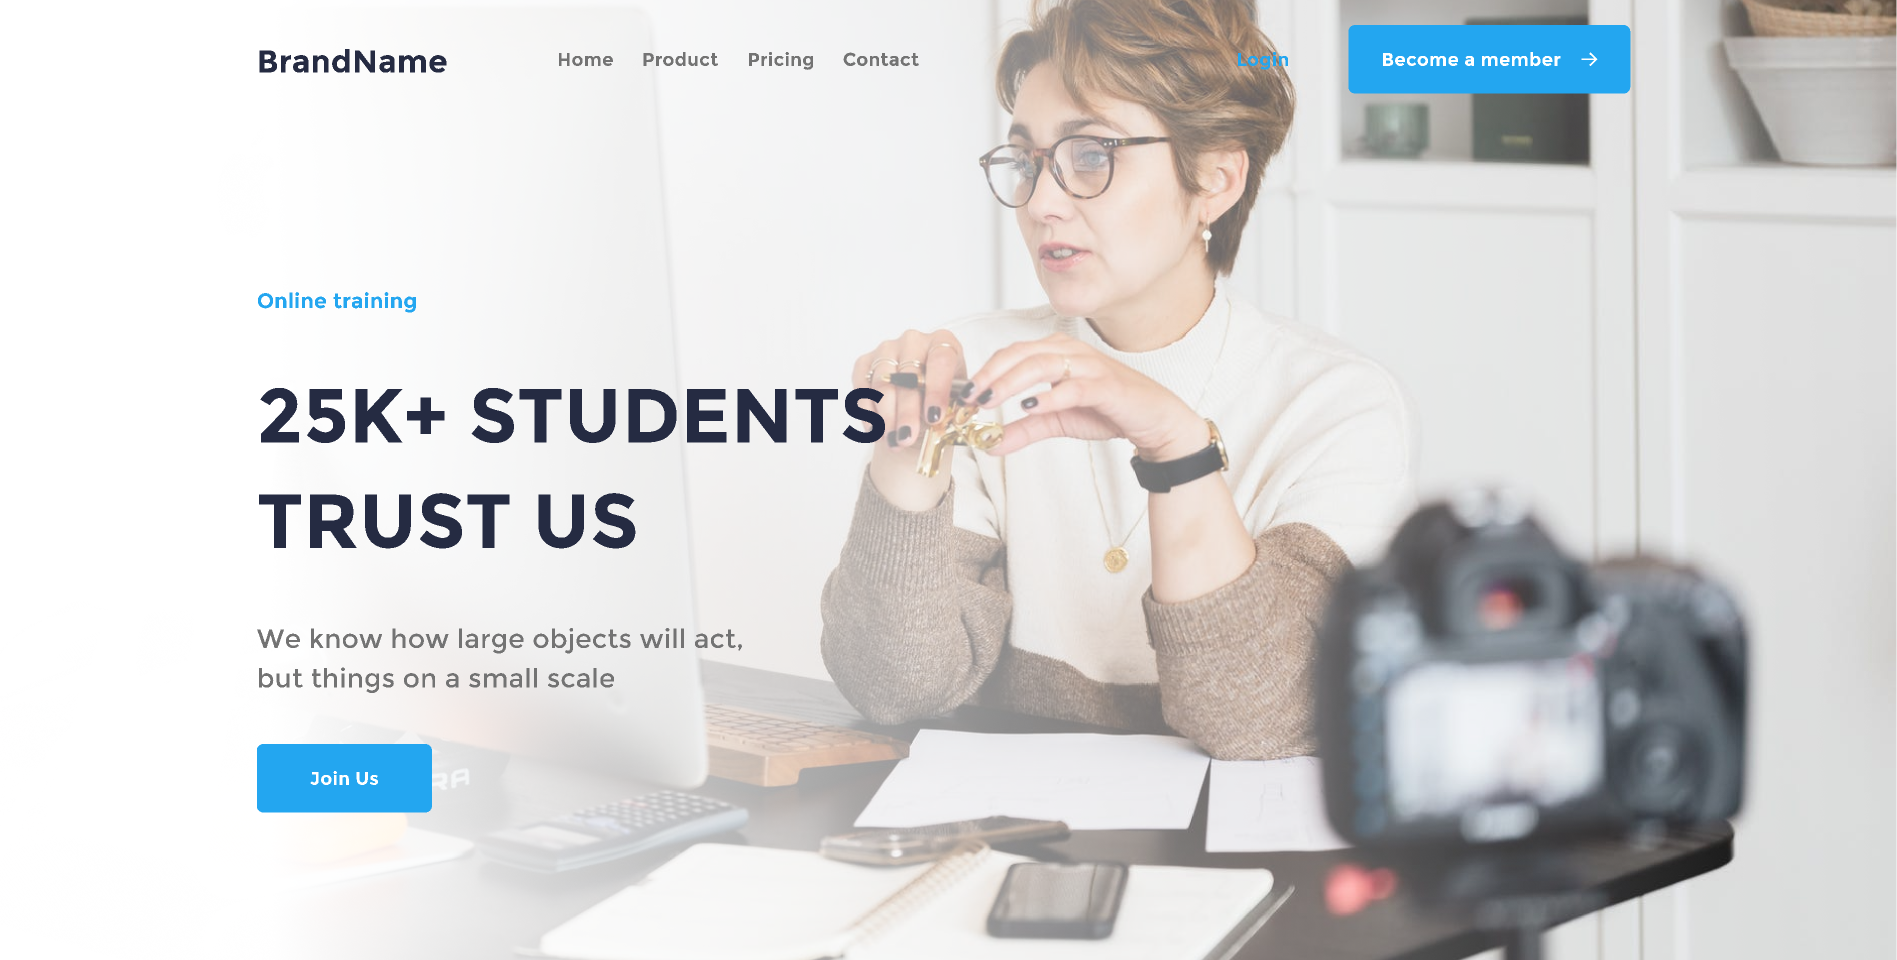 BrandName
Home Product Pricing Contact
Login
Become a member →
Online training
25K+ STUDENTS
TRUST US
We know how large objects will act,
but things on a small scale
Join Us